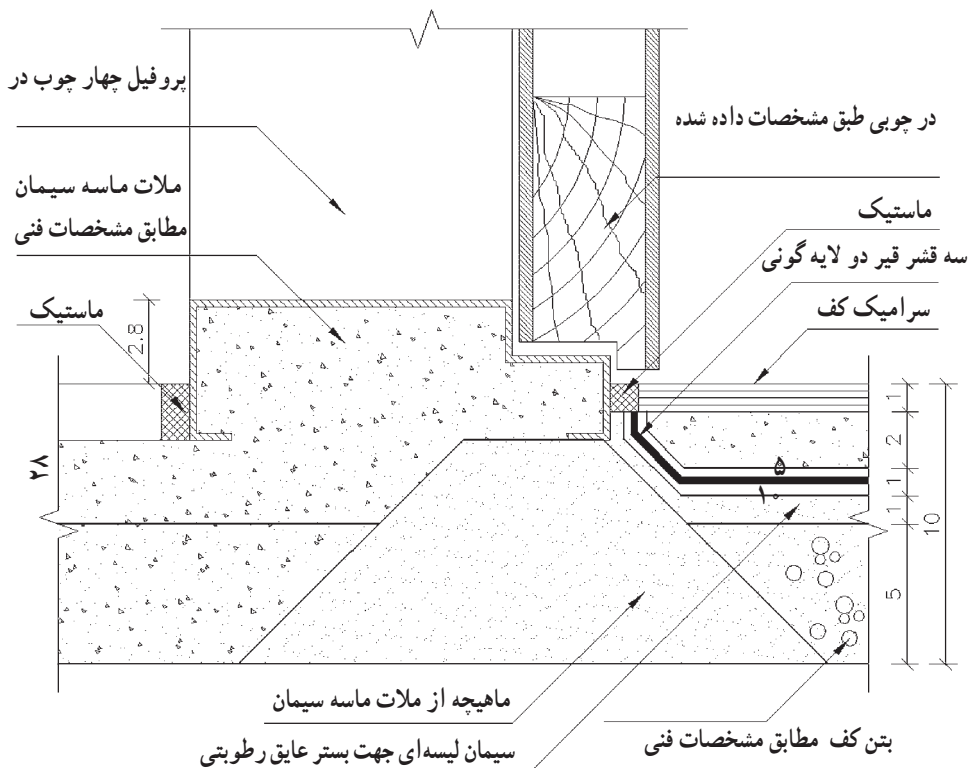 پروفیل چهار چوب در
در چوبی طبق مشخصات داده شده
ملات ماسه سیمان
مطابق مشخصات فنی
ماستیک
سه قشر قیر دو لایه گونی
سرامیک کف
ماستیک
2.8
۲۸
1
2
1
1
5
10
۵
۱۰
ماهیچه از ملات ماسه سیمان
سیمان لیسه‌ای جهت بستر عایق رطوبتی
بتن کف مطابق مشخصات فنی